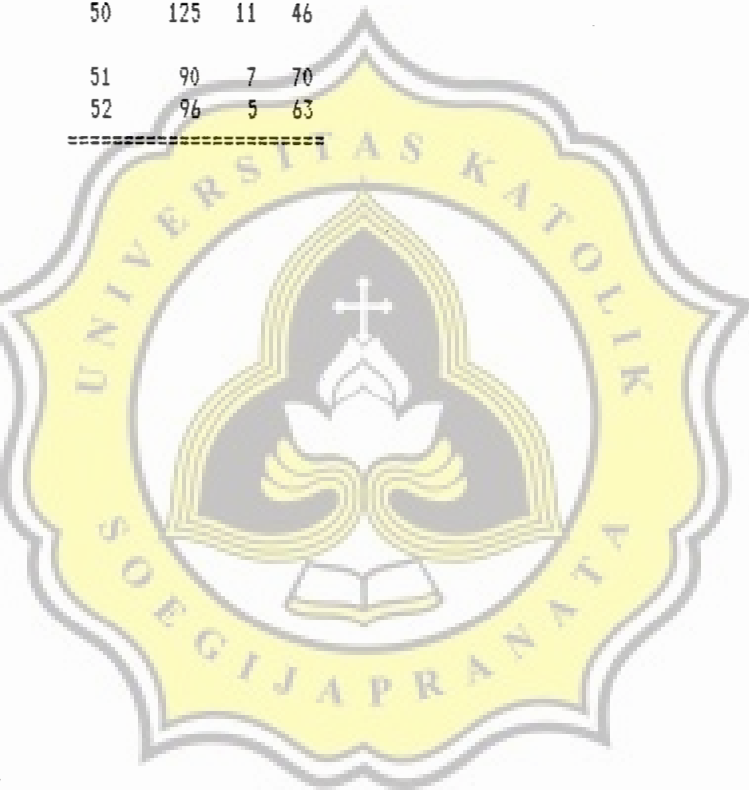 50 125 11 46
51 90 7 70
52 96 5 63
======================
UNIVERSITAS KATOLIK
SOEGIJAPRANATA